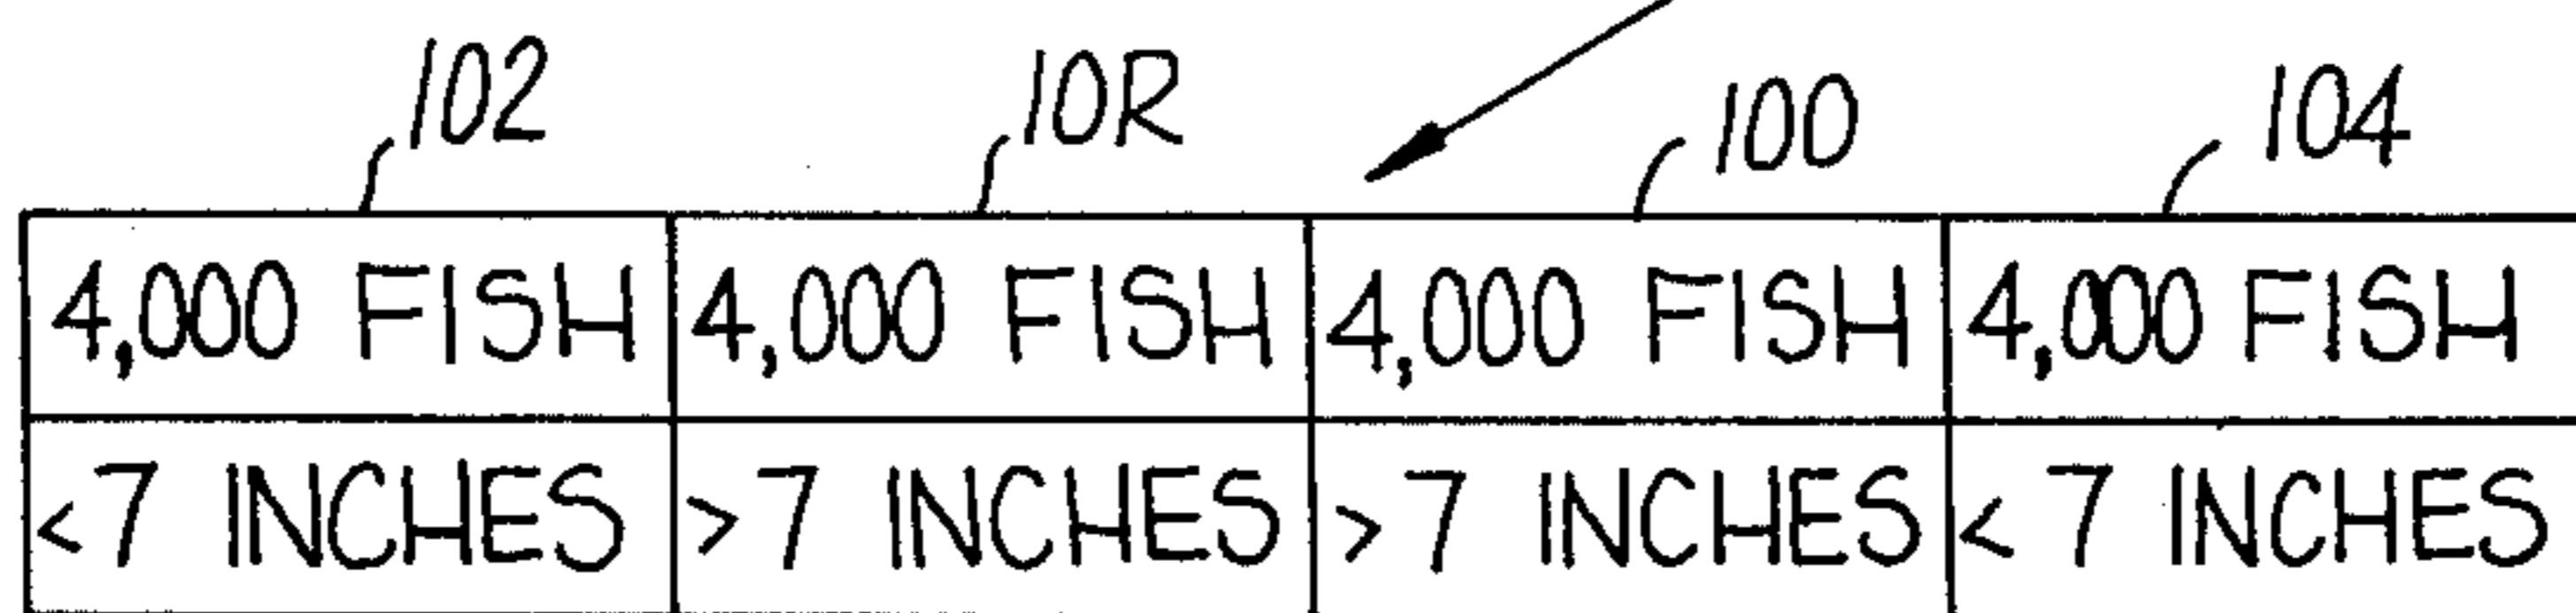 102 10R 100 104
4,000 FISH 4,000 FISH 4,000 FISH 4,000 FISH
<7 INCHES >7 INCHES >7 INCHES <7 INCHES